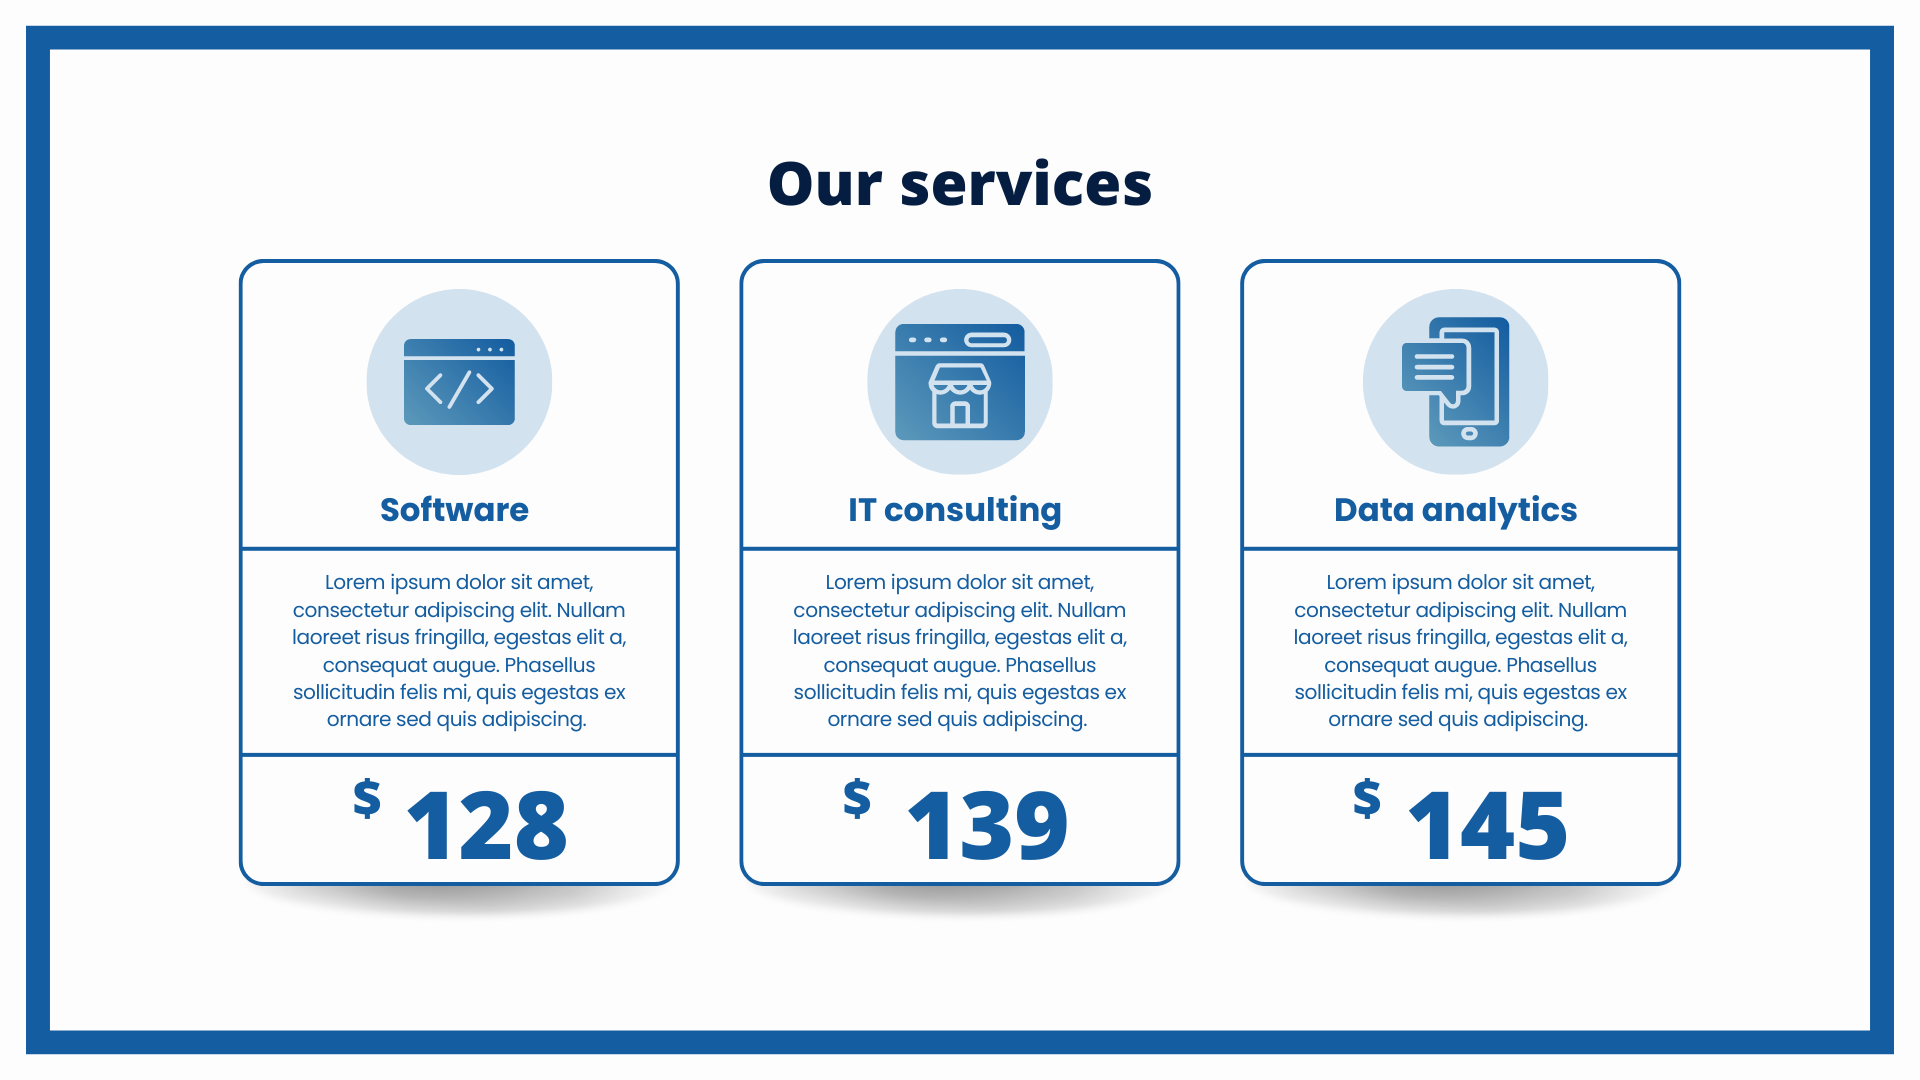 Our services
Software
Lorem ipsum dolor sit amet,
consectetur adipiscing elit. Nullam
laoreet risus fringilla, egestas elit a,
consequat augue. Phasellus
sollicitudin felis mi, quis egestas ex
ornare sed quis adipiscing.
$ 128
IT consulting
Lorem ipsum dolor sit amet,
consectetur adipiscing elit. Nullam
laoreet risus fringilla, egestas elit a,
consequat augue. Phasellus
sollicitudin felis mi, quis egestas ex
ornare sed quis adipiscing.
$ 139
Data analytics
Lorem ipsum dolor sit amet,
consectetur adipiscing elit. Nullam
laoreet risus fringilla, egestas elit a,
consequat augue. Phasellus
sollicitudin felis mi, quis egestas ex
ornare sed quis adipiscing.
$ 145